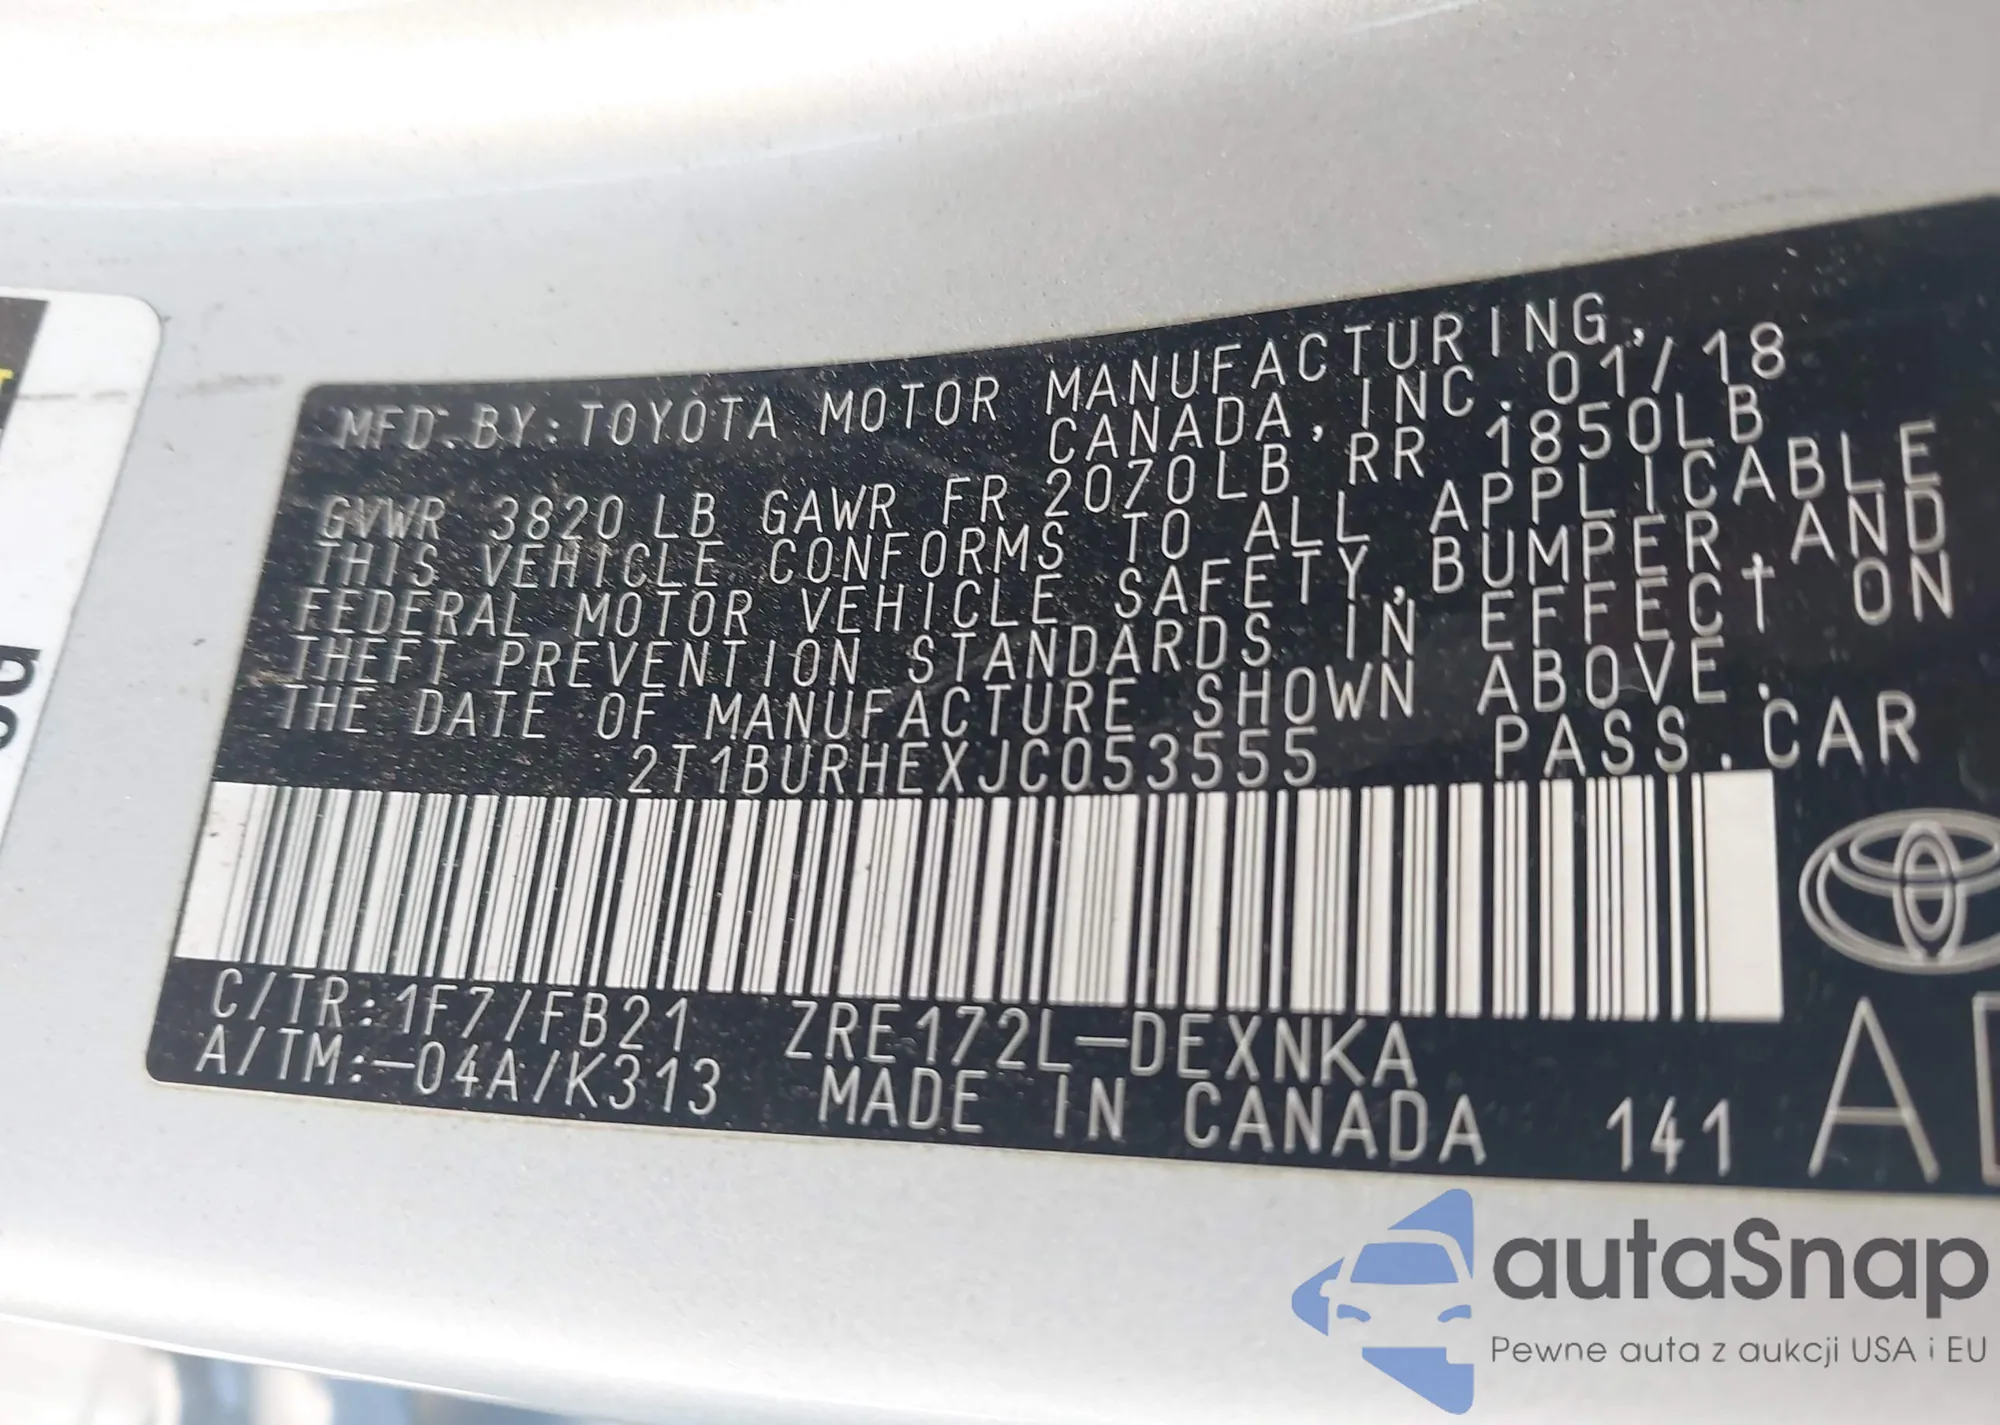 MFD.BY:TOYOTA MOTOR MANUFACTURING,
CANADA, INC. 01/18
GVWR 3820LB GAWR FR 2070LB RR 1850LB
THIS VEHICLE CONFORMS TO ALL APPLICABLE
FEDERAL MOTOR VEHICLE SAFETY,BUMPER,AND
THEFT PREVENTION STANDARDS IN EFFECT ON
THE DATE OF MANUFACTURE SHOWN ABOVE.
2T1BURHEXJC053555 PASS.CAR
C/TR:1F7/FB21 ZRE172L-DEXNKA
A/TM:-04A/K313 MADE IN CANADA 141 A
autaSnap
Pewne auta z aukcji USA i EU